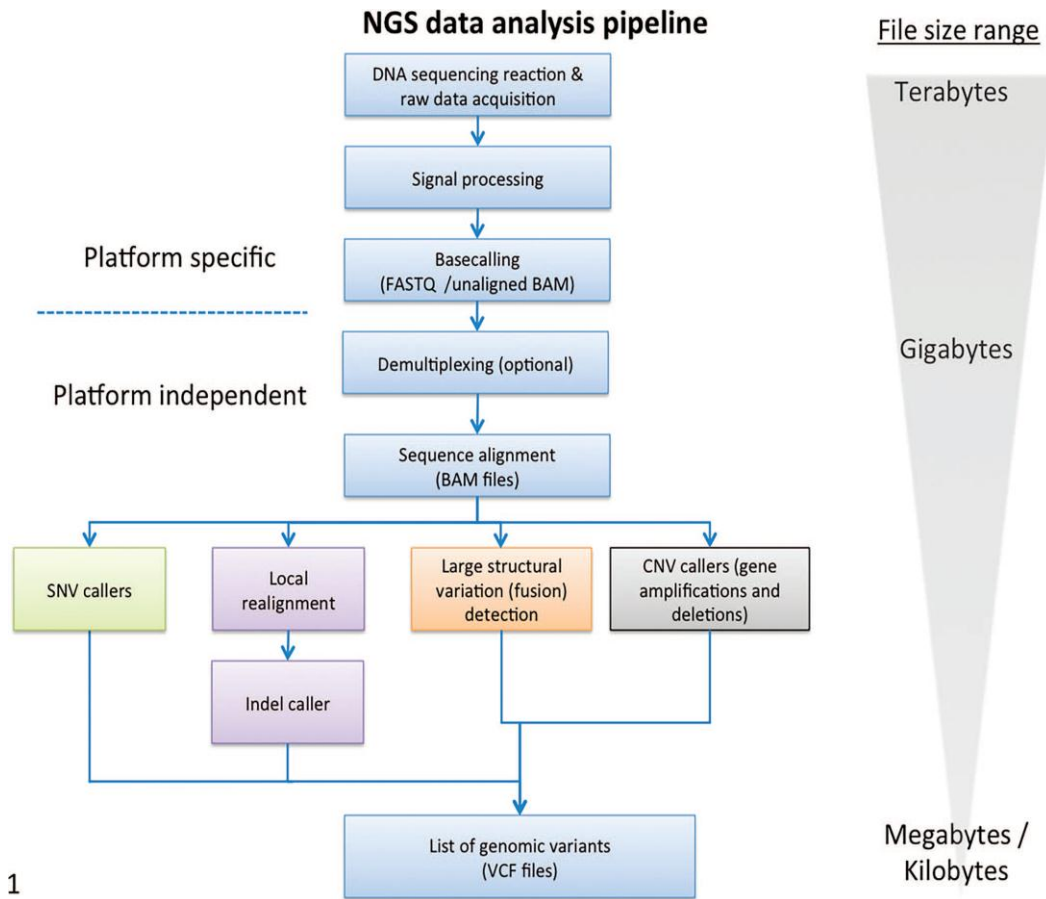 NGS data analysis pipeline
File size range
DNA sequencing reaction &
raw data acquisition
Terabytes
Signal processing
Platform specific
Basecalling
(FASTQ /unaligned BAM)
Gigabytes
Demultiplexing (optional)
Platform independent
Sequence alignment
(BAM files)
SNV callers
Local
realignment
Large structural
variation (fusion)
detection
CNV callers (gene
amplifications and
deletions)
Indel caller
List of genomic variants
(VCF files)
Megabytes /
Kilobytes
1